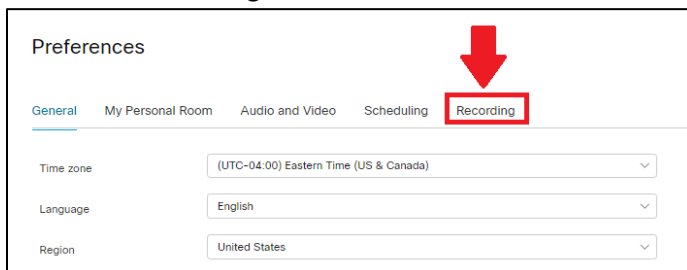 Preferences
General My Personal Room Audio and Video Scheduling Recording
Time zone (UTC-04:00) Eastern Time (US & Canada)
Language English
Region United States